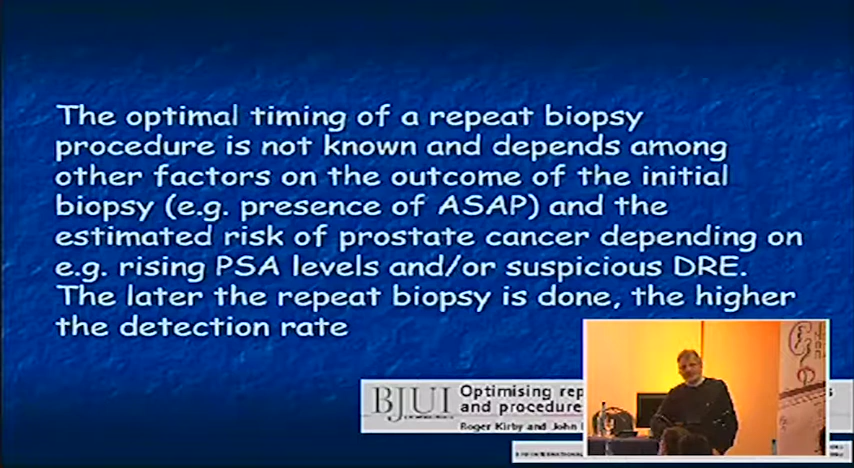 The optimal timing of a repeat biopsy
procedure is not known and depends among
other factors on the outcome of the initial
biopsy (e.g. presence of ASAP) and the
estimated risk of prostate cancer depending on
e.g. rising PSA levels and/or suspicious DRE.
The later the repeat biopsy is done, the higher
the detection rate
BJUI
Optimising
and procedure
Roger Kirby and John